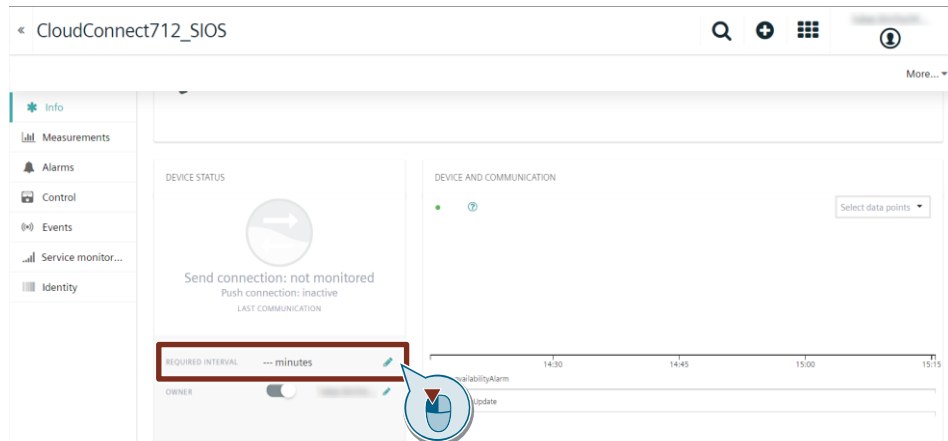 « CloudConnect712_SIOS
More...
Info
Measurements
Alarms
Control
Events
Service monitor...
Identity
DEVICE STATUS
Send connection: not monitored
Push connection: inactive
LAST COMMUNICATION
REQUIRED INTERVAL --- minutes
OWNER
DEVICE AND COMMUNICATION
Select data points
14:30 14:45 15:00 15:15
availabilityAlarm
Update